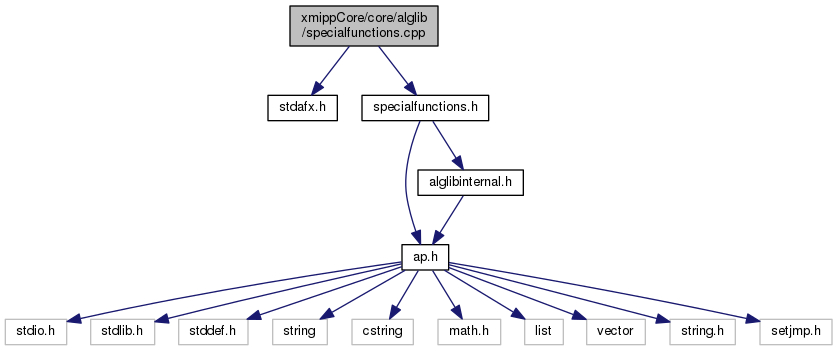 xmippCore/core/alglib
/specialfunctions.cpp
stdafx.h
specialfunctions.h
alglibinternal.h
ap.h
stdio.h
stdlib.h
stddef.h
string
cstring
math.h
list
vector
string.h
setjmp.h